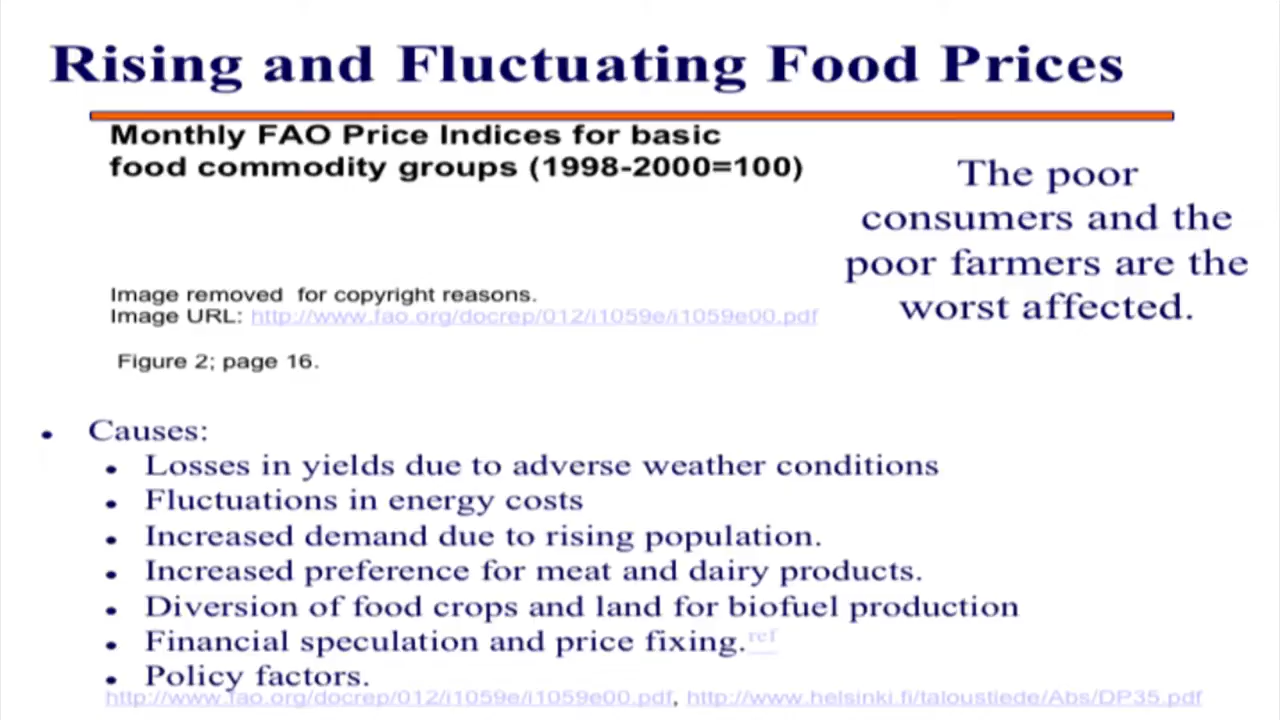 Rising and Fluctuating Food Prices
Monthly FAO Price Indices for basic
food commodity groups (1998-2000=100)
The poor
consumers and the
poor farmers are the
worst affected.
Image removed for copyright reasons.
Image URL: http://www.fao.org/docrep/012/i1059e/i1059e00.pdf
Figure 2; page 16.
• Causes:
• Losses in yields due to adverse weather conditions
• Fluctuations in energy costs
• Increased demand due to rising population.
• Increased preference for meat and dairy products.
• Diversion of food crops and land for biofuel production
• Financial speculation and price fixing.ref
• Policy factors.
http://www.fao.org/docrep/012/i1059e/i1059e00.pdf, http://www.helsinki.fi/taloustiede/Abs/DP35.pdf